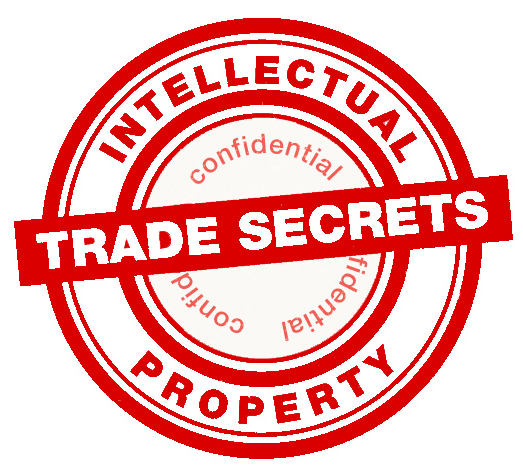 INTELLECTUAL
confidential
TRADE SECRETS
confid
fidential
PROPERTY